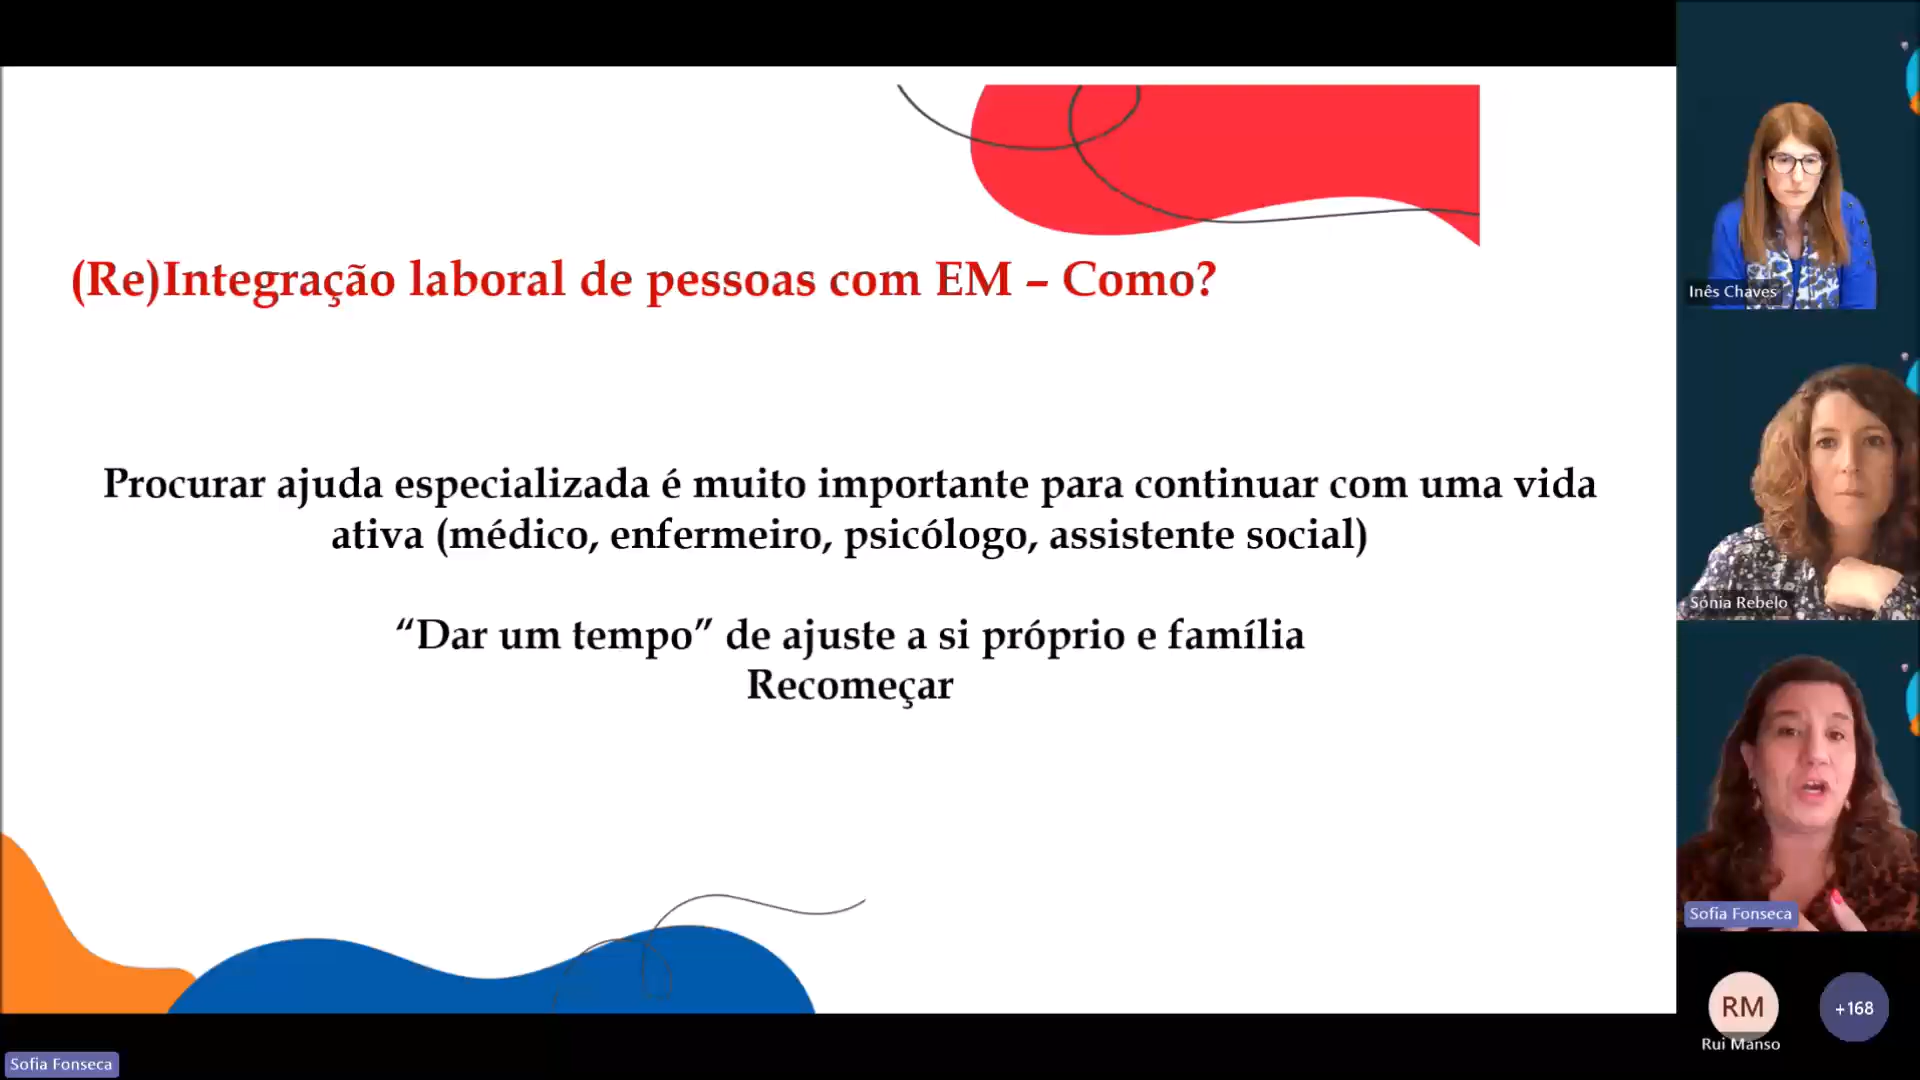 (Re)Integração laboral de pessoas com EM – Como?
Procurar ajuda especializada é muito importante para continuar com uma vida
ativa (médico, enfermeiro, psicólogo, assistente social)
“Dar um tempo” de ajuste a si próprio e família
Recomeçar
Inês Chaves
Sónia Rebelo
Sofia Fonseca
RM
Rui Manso
+168
Sofia Fonseca